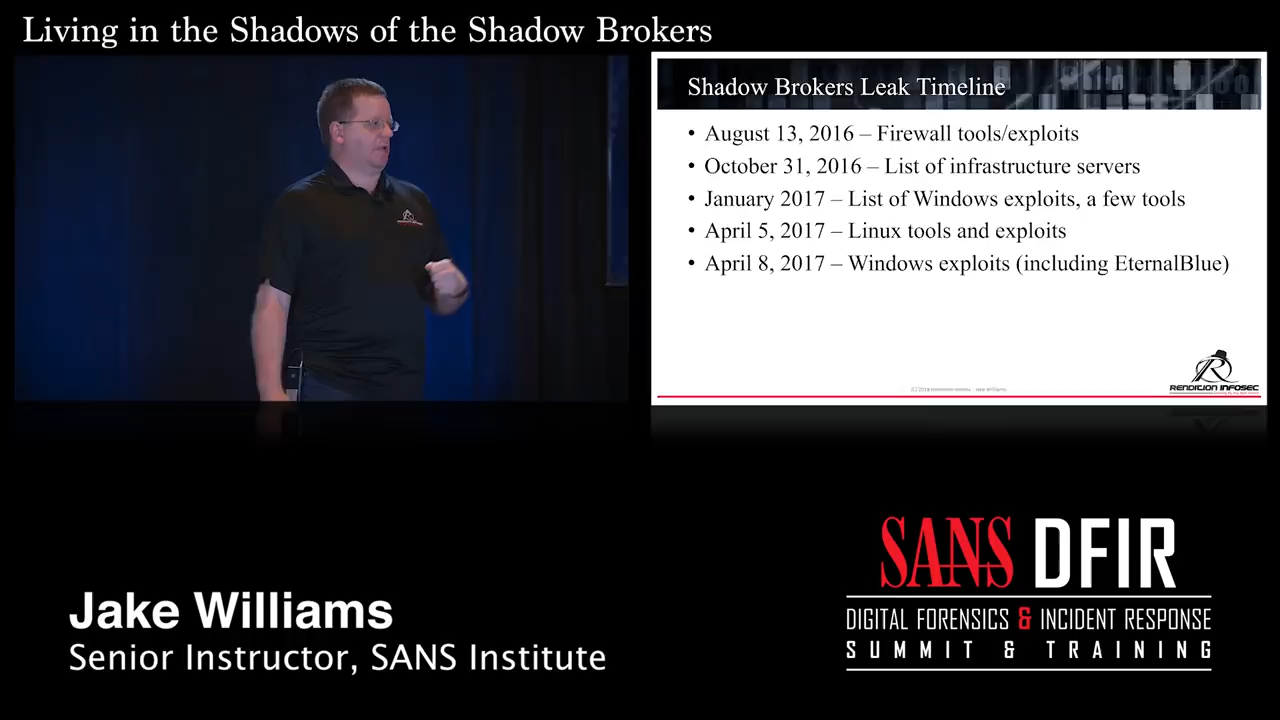 Living in the Shadows of the Shadow Brokers
Shadow Brokers Leak Timeline
• August 13, 2016 – Firewall tools/exploits
• October 31, 2016 – List of infrastructure servers
• January 2017 – List of Windows exploits, a few tools
• April 5, 2017 – Linux tools and exploits
• April 8, 2017 – Windows exploits (including EternalBlue)
RENDITION INFOSEC
Jake Williams
Senior Instructor, SANS Institute
SANS DFIR
DIGITAL FORENSICS & INCIDENT RESPONSE
SUMMIT & TRAINING